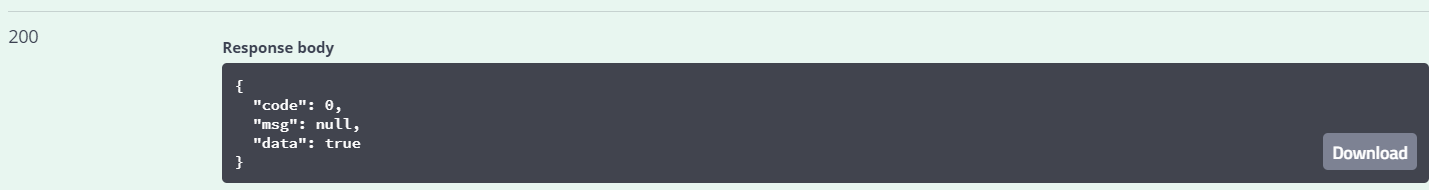 200
Response body
{
  "code": 0,
  "msg": null,
  "data": true
}
Download